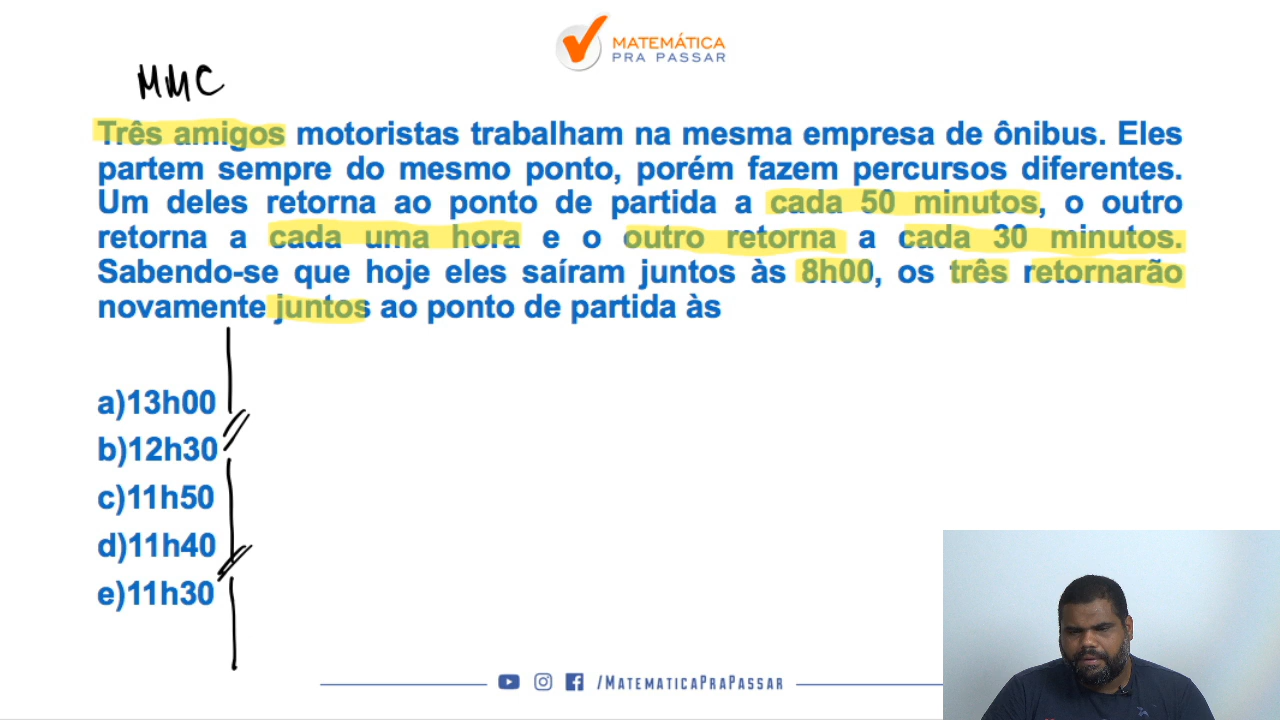 MATEMÁTICA
PRA PASSAR
MMC
Três amigos motoristas trabalham na mesma empresa de ônibus. Eles
partem sempre do mesmo ponto, porém fazem percursos diferentes.
Um deles retorna ao ponto de partida a cada 50 minutos, o outro
retorna a cada uma hora e o outro retorna a cada 30 minutos.
Sabendo-se que hoje eles saíram juntos às 8h00, os três retornarão
novamente juntos ao ponto de partida às
a)13h00
b)12h30
c)11h50
d)11h40
e)11h30
/MATEMATICAPRAPASSAR